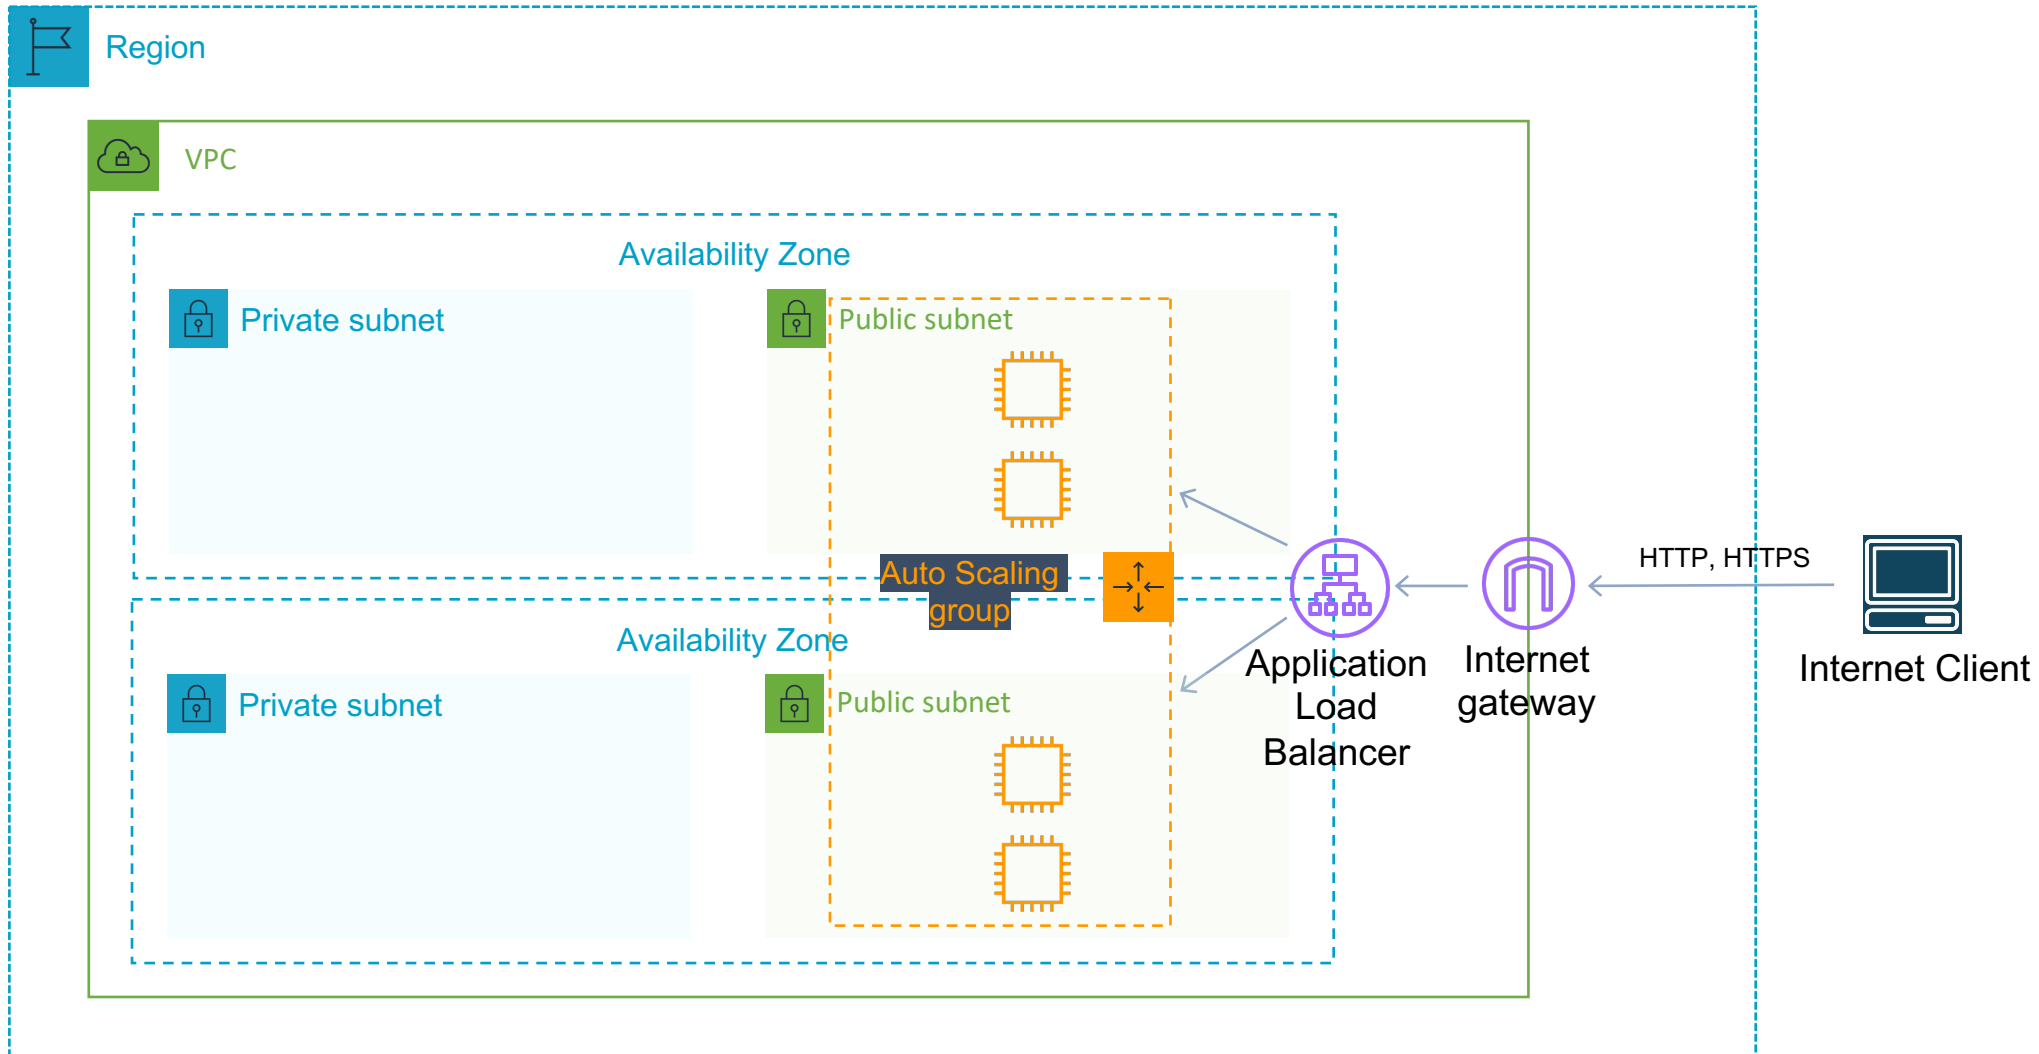 Region
VPC
Availability Zone
Private subnet
Public subnet
Auto Scaling
group
HTTP, HTTPS
Availability Zone
Application
Load
Balancer
Internet
gateway
Internet Client
Private subnet
Public subnet